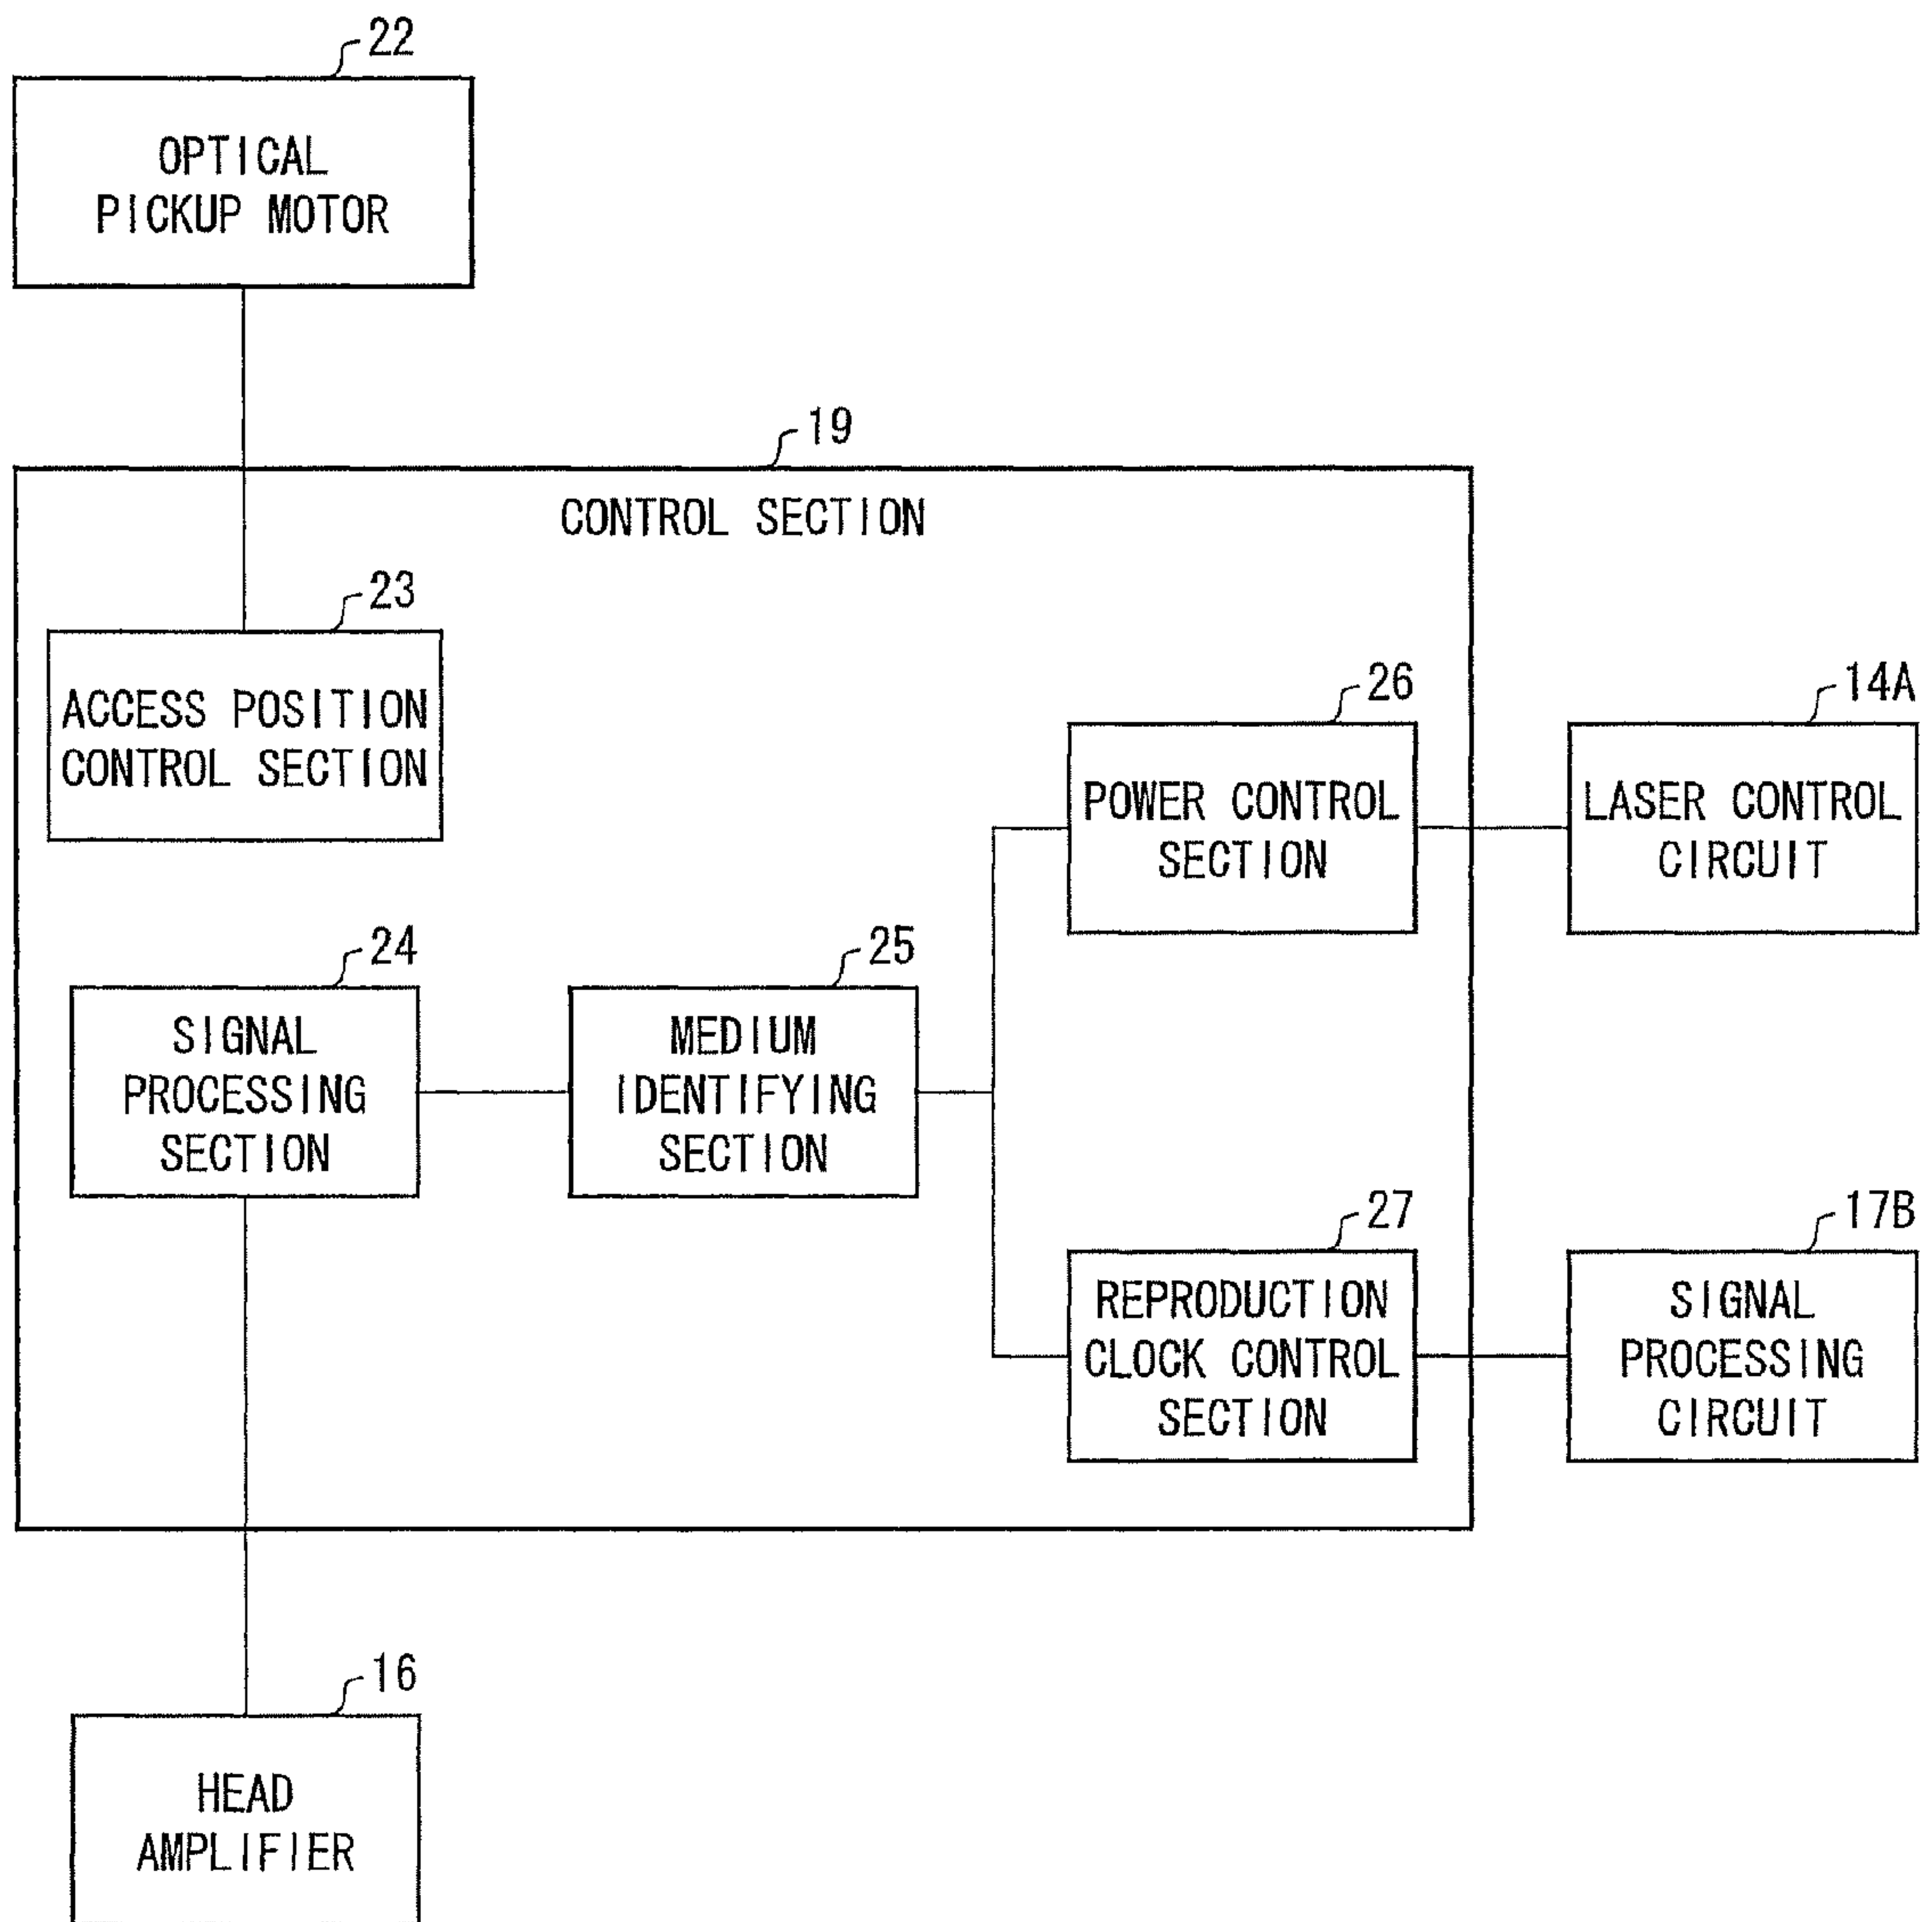 22
OPTICAL
PICKUP MOTOR
19
CONTROL SECTION
23
ACCESS POSITION
CONTROL SECTION
26
POWER CONTROL
SECTION
14A
LASER CONTROL
CIRCUIT
24
SIGNAL
PROCESSING
SECTION
25
MEDIUM
IDENTIFYING
SECTION
27
REPRODUCTION
CLOCK CONTROL
SECTION
17B
SIGNAL
PROCESSING
CIRCUIT
16
HEAD
AMPLIFIER